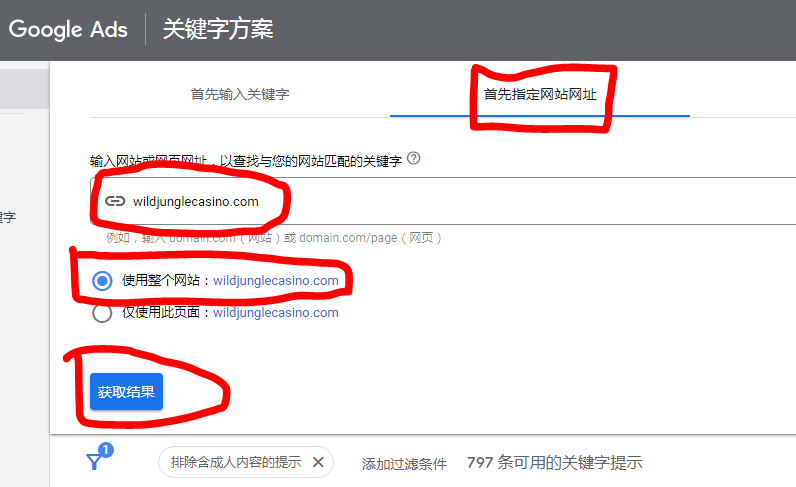 Google Ads 关键字方案
首先输入关键字 首先指定网站网址
输入网站或网页网址，以查找与您的网站匹配的关键字
wildjunglecasino.com
键字
例如，输入 domain.com（网站）或 domain.com/page（网页）
使用整个网站：wildjunglecasino.com
仅使用此页面：wildjunglecasino.com
获取结果
1 排除含成人内容的提示 添加过滤条件 797 条可用的关键字提示